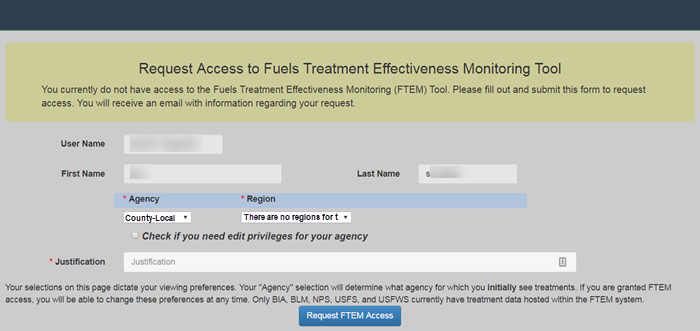 Request Access to Fuels Treatment Effectiveness Monitoring Tool
You currently do not have access to the Fuels Treatment Effectiveness Monitoring (FTEM) Tool. Please fill out and submit this form to request
access. You will receive an email with information regarding your request.
User Name
First Name Last Name s
* Agency * Region
County-Local There are no regions for t
Check if you need edit privileges for your agency
* Justification Justification
Your selections on this page dictate your viewing preferences. Your "Agency" selection will determine what agency for which you initially see treatments. If you are granted FTEM
access, you will be able to change these preferences at any time. Only BIA, BLM, NPS, USFS, and USFWS currently have treatment data hosted within the FTEM system.
Request FTEM Access